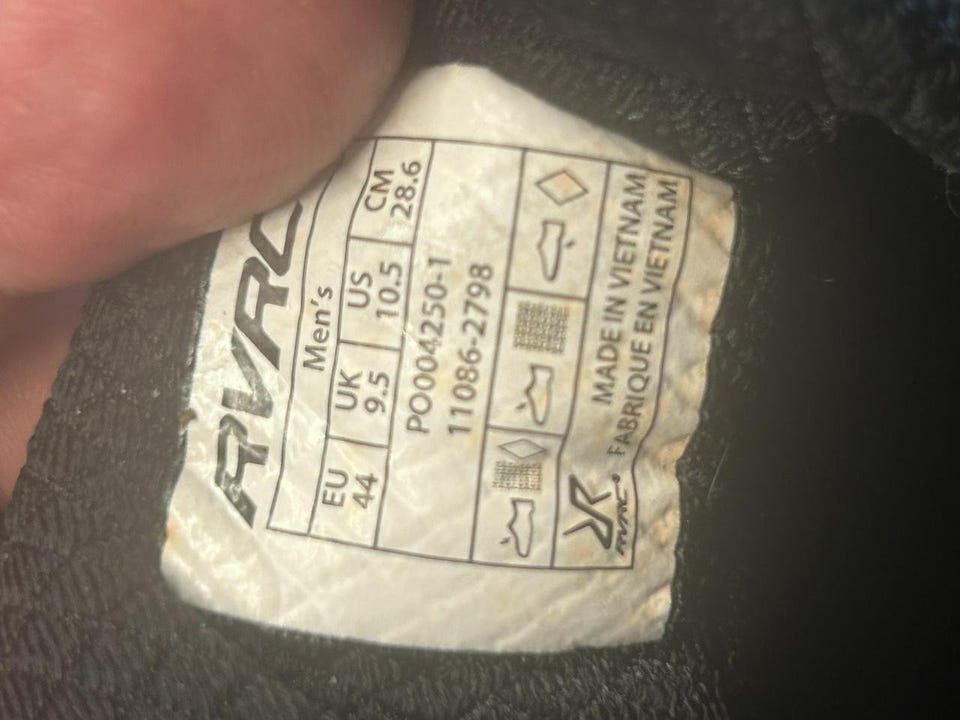 RVRC
Men's
EU UK US CM
44 9.5 10.5 28.6
PO004250-1
11086-2798
RVRC
MADE IN VIETNAM
FABRIQUE EN VIETNAM